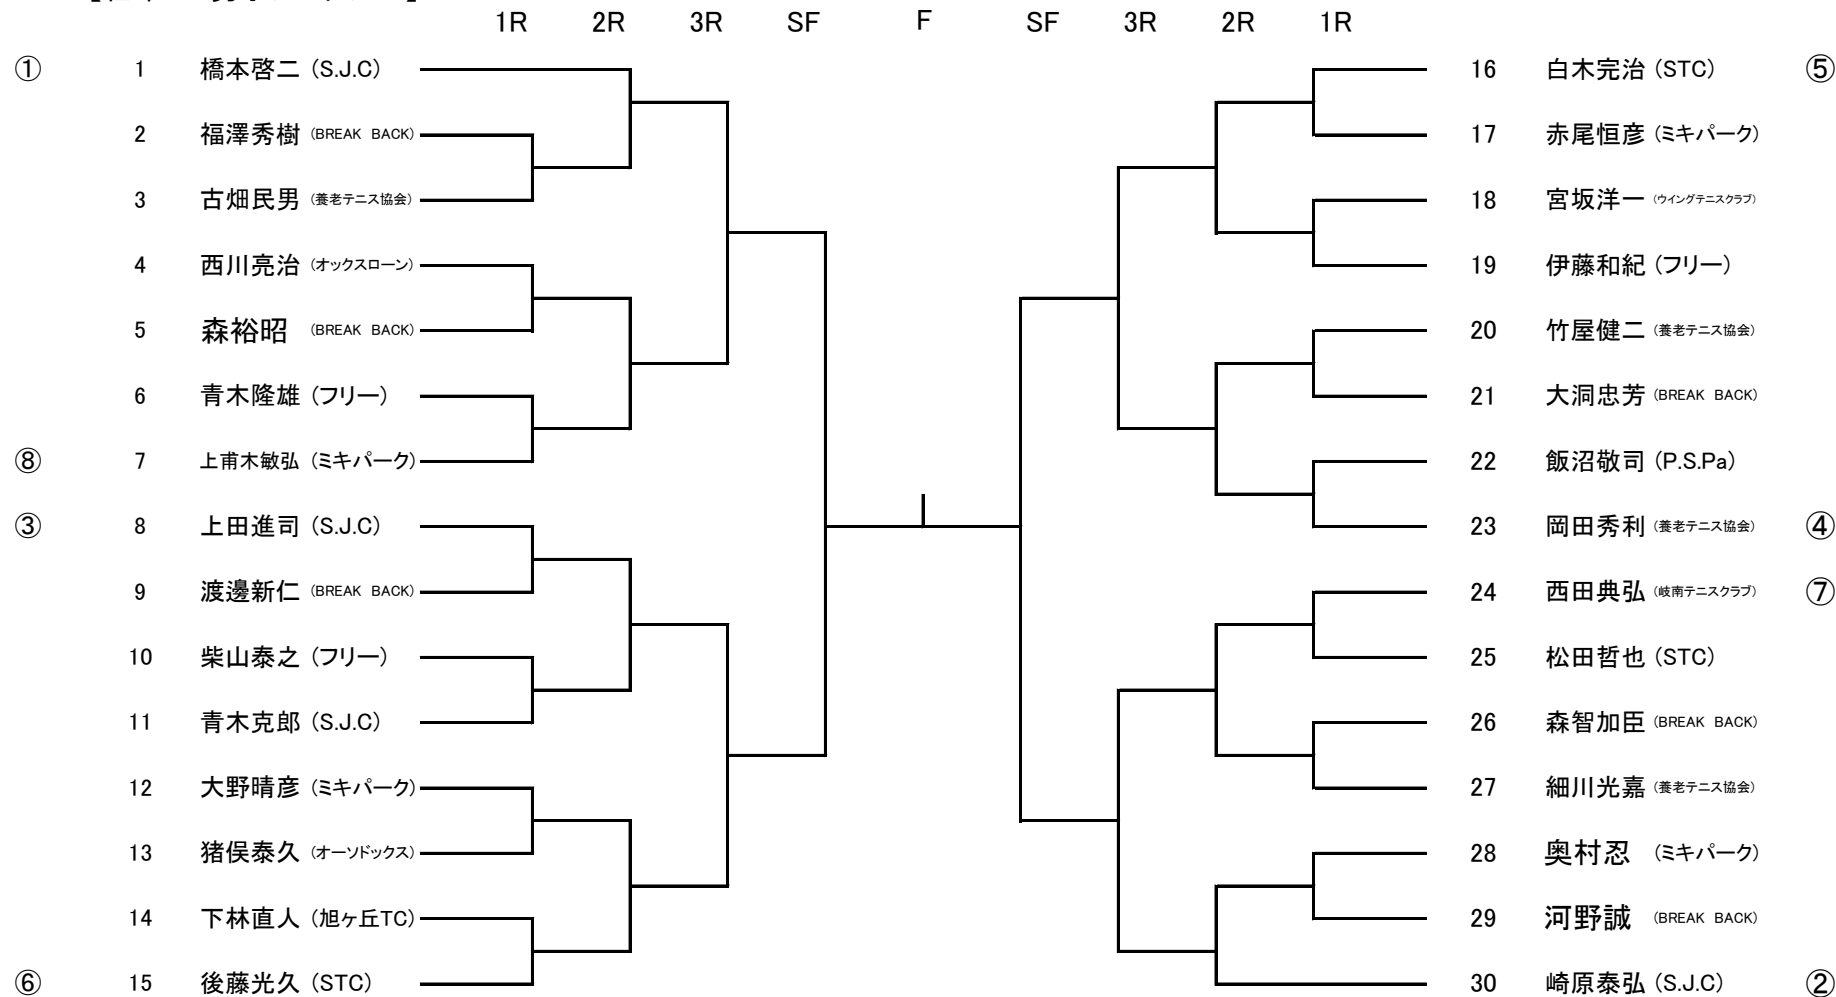 1R 2R 3R SF F SF 3R 2R 1R
① 1 橋本啓二 (S.J.C)
2 福澤秀樹 (BREAK BACK)
3 古畑民男 (養老テニス協会)
4 西川亮治 (オックスローン)
5 森裕昭 (BREAK BACK)
6 青木隆雄 (フリー)
⑧ 7 上甫木敏弘 (ミキパーク)
③ 8 上田進司 (S.J.C)
9 渡邊新仁 (BREAK BACK)
10 柴山泰之 (フリー)
11 青木克郎 (S.J.C)
12 大野晴彦 (ミキパーク)
13 猪俣泰久 (オーソドックス)
14 下林直人 (旭ヶ丘TC)
⑥ 15 後藤光久 (STC)
16 白木完治 (STC) ⑤
17 赤尾恒彦 (ミキパーク)
18 宮坂洋一 (ウイングテニスクラブ)
19 伊藤和紀 (フリー)
20 竹屋健二 (養老テニス協会)
21 大洞忠芳 (BREAK BACK)
22 飯沼敬司 (P.S.Pa)
23 岡田秀利 (養老テニス協会) ④
24 西田典弘 (岐南テニスクラブ) ⑦
25 松田哲也 (STC)
26 森智加臣 (BREAK BACK)
27 細川光嘉 (養老テニス協会)
28 奥村忍 (ミキパーク)
29 河野誠 (BREAK BACK)
30 崎原泰弘 (S.J.C) ②